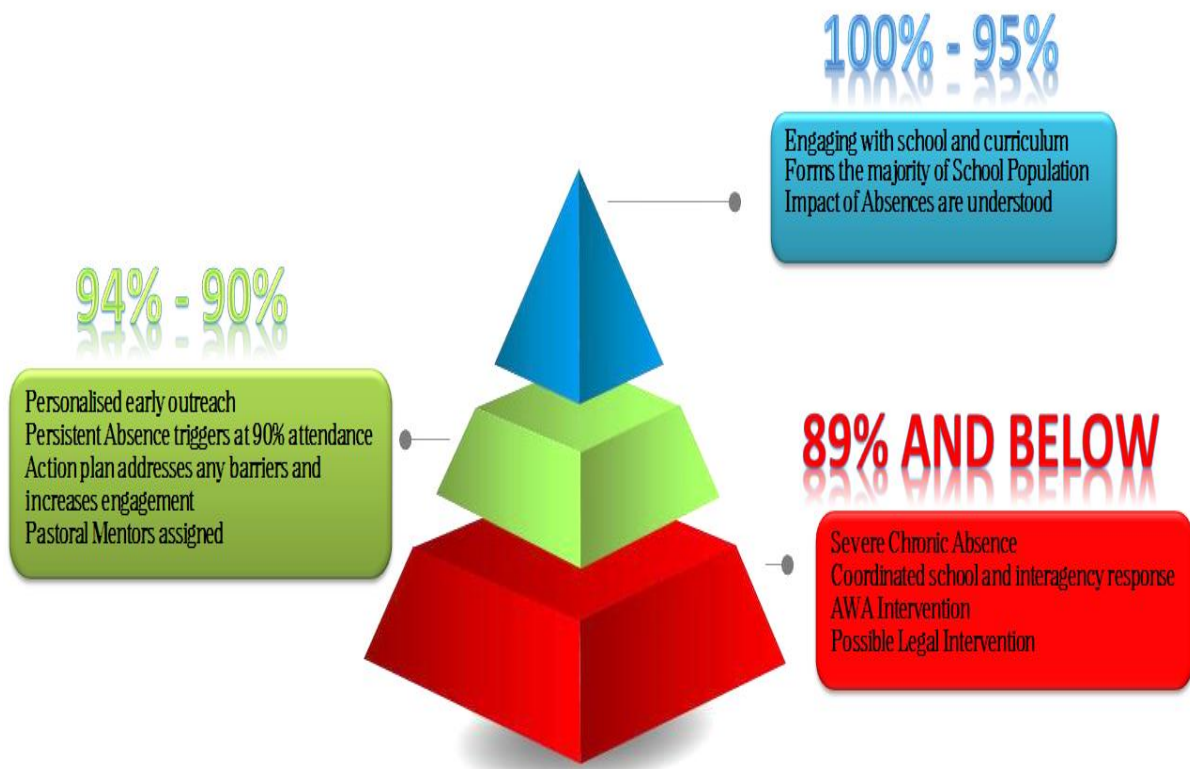 100% - 95%
Engaging with school and curriculum
Forms the majority of School Population
Impact of Absences are understood
94% - 90%
Personalised early outreach
Persistent Absence triggers at 90% attendance
Action plan addresses any barriers and
increases engagement
Pastoral Mentors assigned
89% AND BELOW
Severe Chronic Absence
Coordinated school and interagency response
AWA Intervention
Possible Legal Intervention